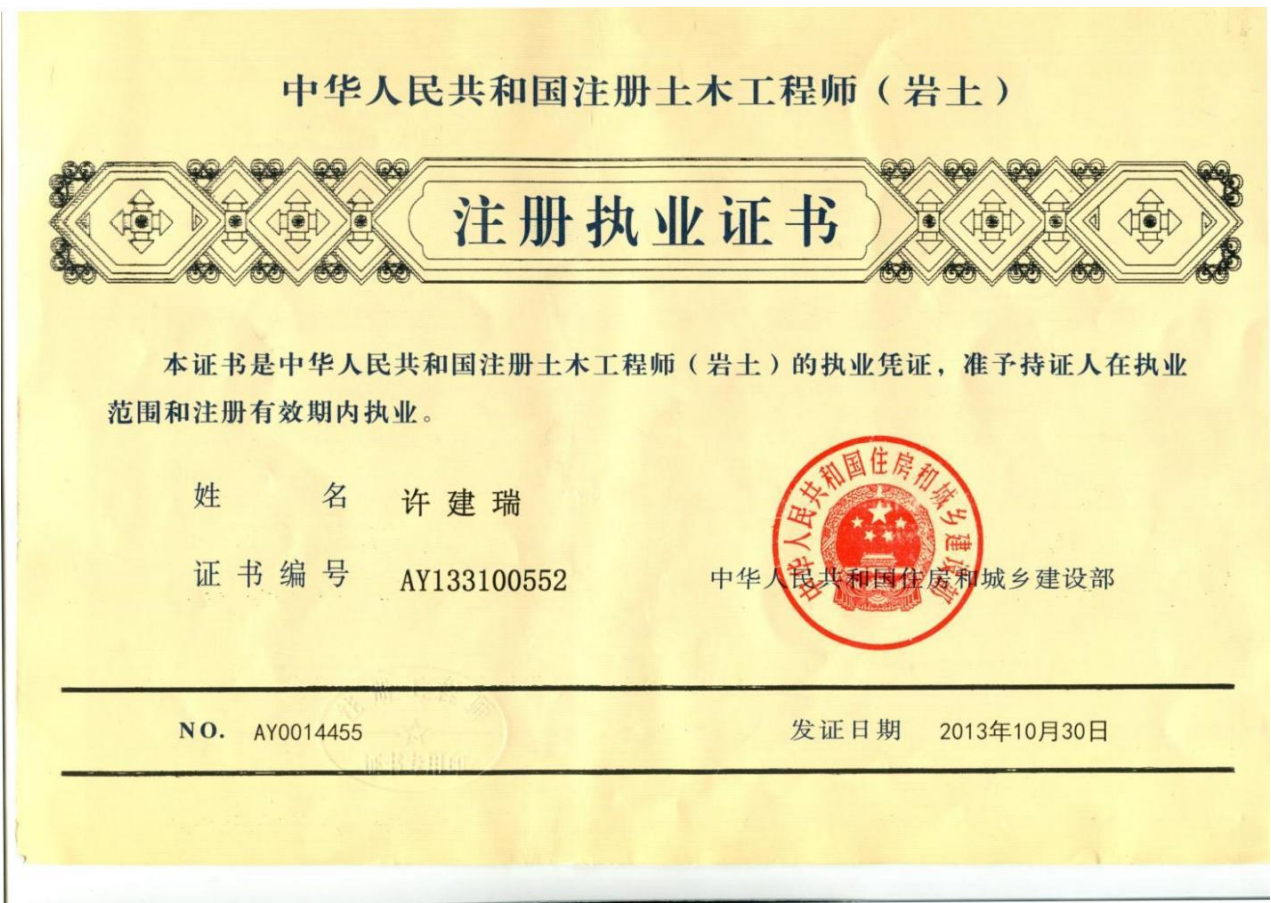 中华人民共和国注册土木工程师（岩土）
注册执业证书
本证书是中华人民共和国注册土木工程师（岩土）的执业凭证，准予持证人在执业
范围和注册有效期内执业。
姓名 许建瑞
中华人民共和国住房和城乡建设部
证书编号 AY133100552
中华人民共和国住房和城乡建设部
NO. AY0014455 发证日期 2013年10月30日